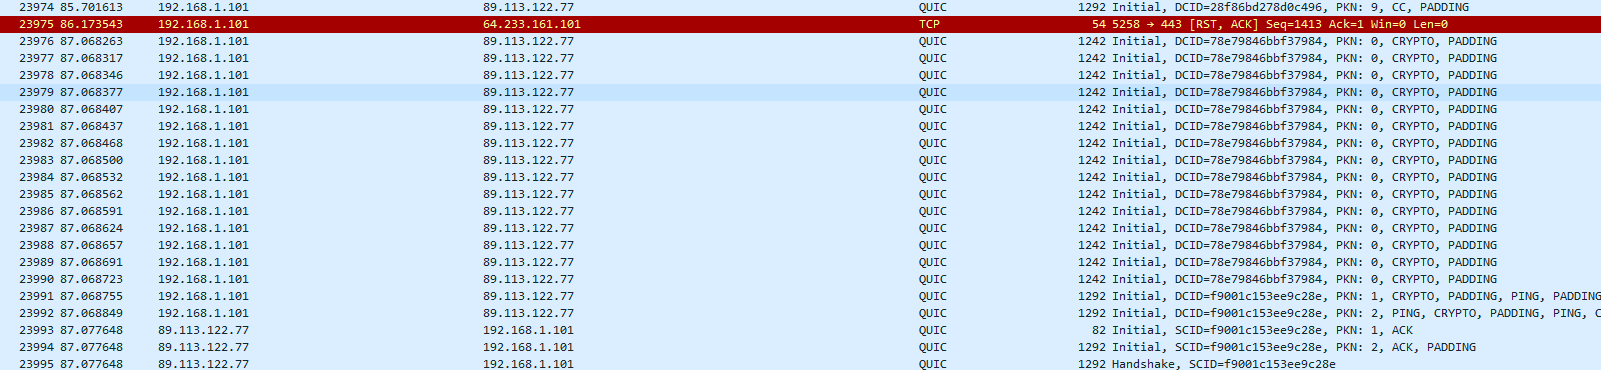 23974 85.701613 192.168.1.101 89.113.122.77 QUIC 1292 Initial, DCID=28f86bd278d0c496, PKN: 9, CC, PADDING
23975 86.173543 192.168.1.101 64.233.161.101 TCP 54 5258 → 443 [RST, ACK] Seq=1413 Ack=1 Win=0 Len=0
23976 87.068263 192.168.1.101 89.113.122.77 QUIC 1242 Initial, DCID=78e79846bbf37984, PKN: 0, CRYPTO, PADDING
23977 87.068317 192.168.1.101 89.113.122.77 QUIC 1242 Initial, DCID=78e79846bbf37984, PKN: 0, CRYPTO, PADDING
23978 87.068346 192.168.1.101 89.113.122.77 QUIC 1242 Initial, DCID=78e79846bbf37984, PKN: 0, CRYPTO, PADDING
23979 87.068377 192.168.1.101 89.113.122.77 QUIC 1242 Initial, DCID=78e79846bbf37984, PKN: 0, CRYPTO, PADDING
23980 87.068407 192.168.1.101 89.113.122.77 QUIC 1242 Initial, DCID=78e79846bbf37984, PKN: 0, CRYPTO, PADDING
23981 87.068437 192.168.1.101 89.113.122.77 QUIC 1242 Initial, DCID=78e79846bbf37984, PKN: 0, CRYPTO, PADDING
23982 87.068468 192.168.1.101 89.113.122.77 QUIC 1242 Initial, DCID=78e79846bbf37984, PKN: 0, CRYPTO, PADDING
23983 87.068500 192.168.1.101 89.113.122.77 QUIC 1242 Initial, DCID=78e79846bbf37984, PKN: 0, CRYPTO, PADDING
23984 87.068532 192.168.1.101 89.113.122.77 QUIC 1242 Initial, DCID=78e79846bbf37984, PKN: 0, CRYPTO, PADDING
23985 87.068562 192.168.1.101 89.113.122.77 QUIC 1242 Initial, DCID=78e79846bbf37984, PKN: 0, CRYPTO, PADDING
23986 87.068591 192.168.1.101 89.113.122.77 QUIC 1242 Initial, DCID=78e79846bbf37984, PKN: 0, CRYPTO, PADDING
23987 87.068624 192.168.1.101 89.113.122.77 QUIC 1242 Initial, DCID=78e79846bbf37984, PKN: 0, CRYPTO, PADDING
23988 87.068657 192.168.1.101 89.113.122.77 QUIC 1242 Initial, DCID=78e79846bbf37984, PKN: 0, CRYPTO, PADDING
23989 87.068691 192.168.1.101 89.113.122.77 QUIC 1242 Initial, DCID=78e79846bbf37984, PKN: 0, CRYPTO, PADDING
23990 87.068723 192.168.1.101 89.113.122.77 QUIC 1242 Initial, DCID=78e79846bbf37984, PKN: 0, CRYPTO, PADDING
23991 87.068755 192.168.1.101 89.113.122.77 QUIC 1292 Initial, DCID=f9001c153ee9c28e, PKN: 1, CRYPTO, PADDING, PING, PADDING
23992 87.068849 192.168.1.101 89.113.122.77 QUIC 1292 Initial, DCID=f9001c153ee9c28e, PKN: 2, PING, CRYPTO, PADDING, PING, C
23993 87.077648 89.113.122.77 192.168.1.101 QUIC 82 Initial, SCID=f9001c153ee9c28e, PKN: 1, ACK
23994 87.077648 89.113.122.77 192.168.1.101 QUIC 1292 Initial, SCID=f9001c153ee9c28e, PKN: 2, ACK, PADDING
23995 87.077648 89.113.122.77 192.168.1.101 QUIC 1292 Handshake, SCID=f9001c153ee9c28e